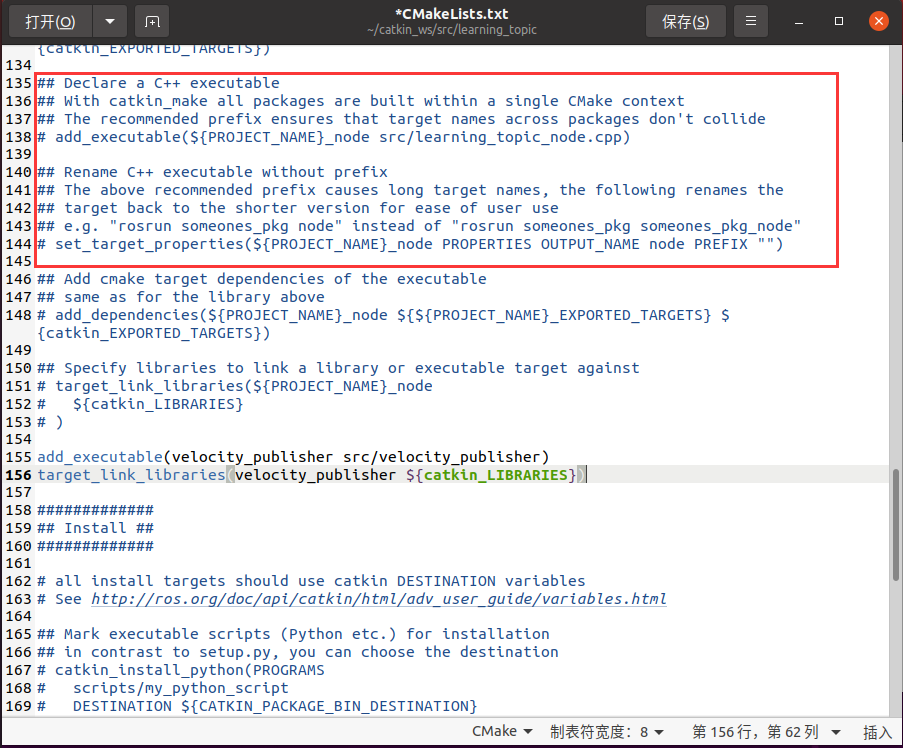 打开(O)
*CMakeLists.txt
~/catkin_ws/src/learning_topic
保存(S)
{catkin_EXPORTED_TARGETS})
134
135 ## Declare a C++ executable
136 ## With catkin_make all packages are built within a single CMake context
137 ## The recommended prefix ensures that target names across packages don't collide
138 # add_executable(${PROJECT_NAME}_node src/learning_topic_node.cpp)
139
140 ## Rename C++ executable without prefix
141 ## The above recommended prefix causes long target names, the following renames the
142 ## target back to the shorter version for ease of user use
143 ## e.g. "rosrun someones_pkg node" instead of "rosrun someones_pkg someones_pkg_node"
144 # set_target_properties(${PROJECT_NAME}_node PROPERTIES OUTPUT_NAME node PREFIX "")
145
146 ## Add cmake target dependencies of the executable
147 ## same as for the library above
148 # add_dependencies(${PROJECT_NAME}_node ${${PROJECT_NAME}_EXPORTED_TARGETS} $
{catkin_EXPORTED_TARGETS})
149
150 ## Specify libraries to link a library or executable target against
151 # target_link_libraries(${PROJECT_NAME}_node
152 #   ${catkin_LIBRARIES}
153 # )
154
155 add_executable(velocity_publisher src/velocity_publisher)
156 target_link_libraries(velocity_publisher ${catkin_LIBRARIES})
157
158 #############
159 ## Install ##
160 #############
161
162 # all install targets should use catkin DESTINATION variables
163 # See http://ros.org/doc/api/catkin/html/adv_user_guide/variables.html
164
165 ## Mark executable scripts (Python etc.) for installation
166 ## in contrast to setup.py, you can choose the destination
167 # catkin_install_python(PROGRAMS
168 #   scripts/my_python_script
169 #   DESTINATION ${CATKIN_PACKAGE_BIN_DESTINATION}
CMake 制表符宽度：8 第 156 行，第 62 列 插入